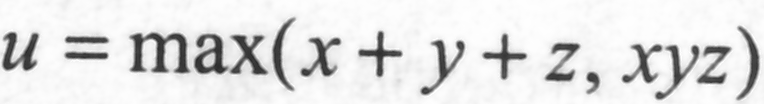 u = max(x + y + z, xyz)